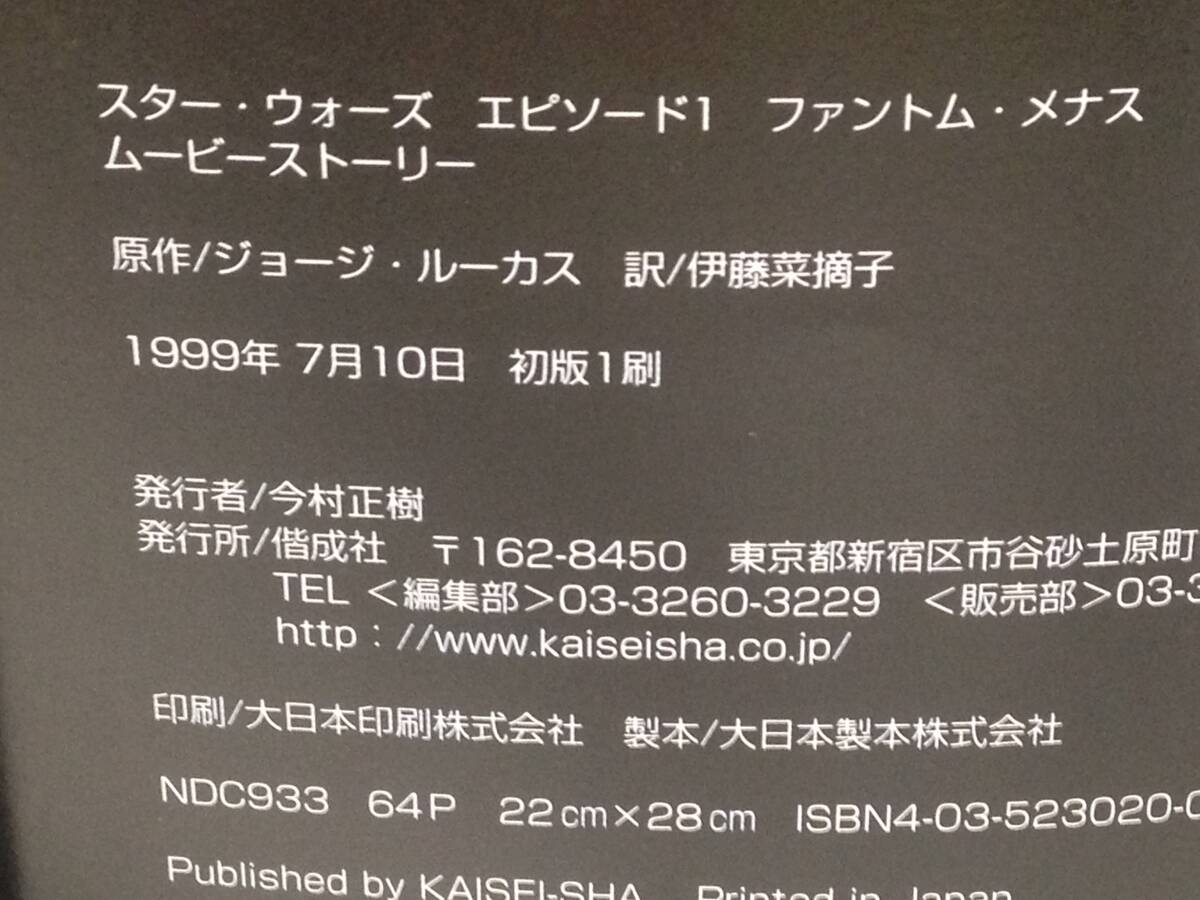 スター・ウォーズ　エピソード1　ファントム・メナス
ムービーストーリー
原作/ジョージ・ルーカス　訳/伊藤菜摘子
1999年 7月10日　初版1刷
発行者/今村正樹
発行所/偕成社　〒162-8450　東京都新宿区市谷砂土原町
TEL ＜編集部＞03-3260-3229　＜販売部＞03-3
http : //www.kaiseisha.co.jp/
印刷/大日本印刷株式会社　製本/大日本製本株式会社
NDC933　64P　22cm×28cm　ISBN4-03-523020-0
Published by KAISEI-SHA　Printed in Japan